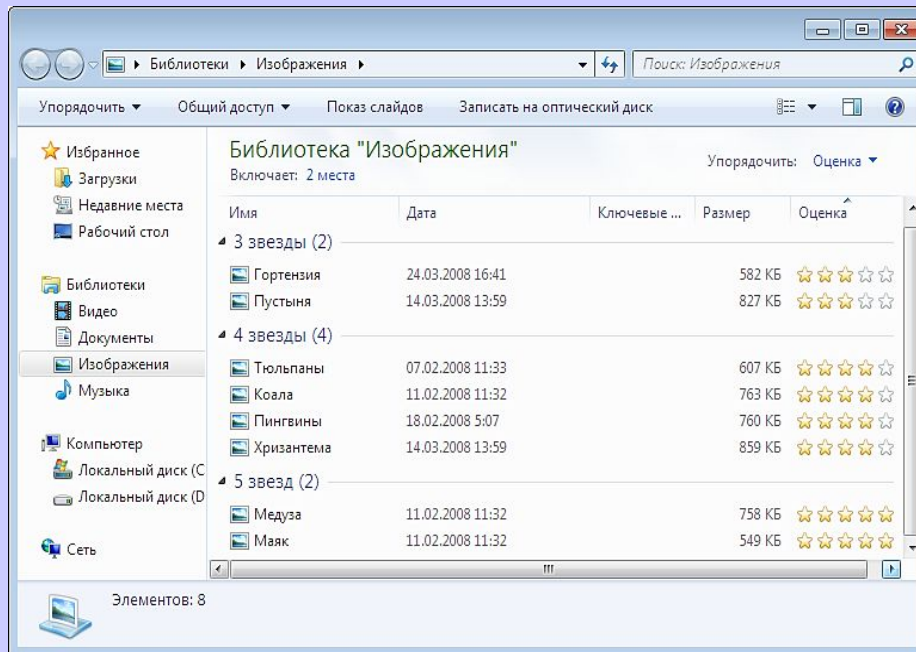 Библиотеки Изображения Поиск: Изображения
Упорядочить Общий доступ Показ слайдов Записать на оптический диск
Избранное
Загрузки
Недавние места
Рабочий стол
Библиотеки
Видео
Документы
Изображения
Музыка
Компьютер
Локальный диск (C
Локальный диск (D
Сеть
Библиотека "Изображения"
Включает: 2 места
Упорядочить: Оценка
Имя Дата Ключевые ... Размер Оценка
3 звезды (2)
Гортензия 24.03.2008 16:41 582 КБ
Пустыня 14.03.2008 13:59 827 КБ
4 звезды (4)
Тюльпаны 07.02.2008 11:33 607 КБ
Коала 11.02.2008 11:32 763 КБ
Пингвины 18.02.2008 5:07 760 КБ
Хризантема 14.03.2008 13:59 859 КБ
5 звезд (2)
Медуза 11.02.2008 11:32 758 КБ
Маяк 11.02.2008 11:32 549 КБ
Элементов: 8